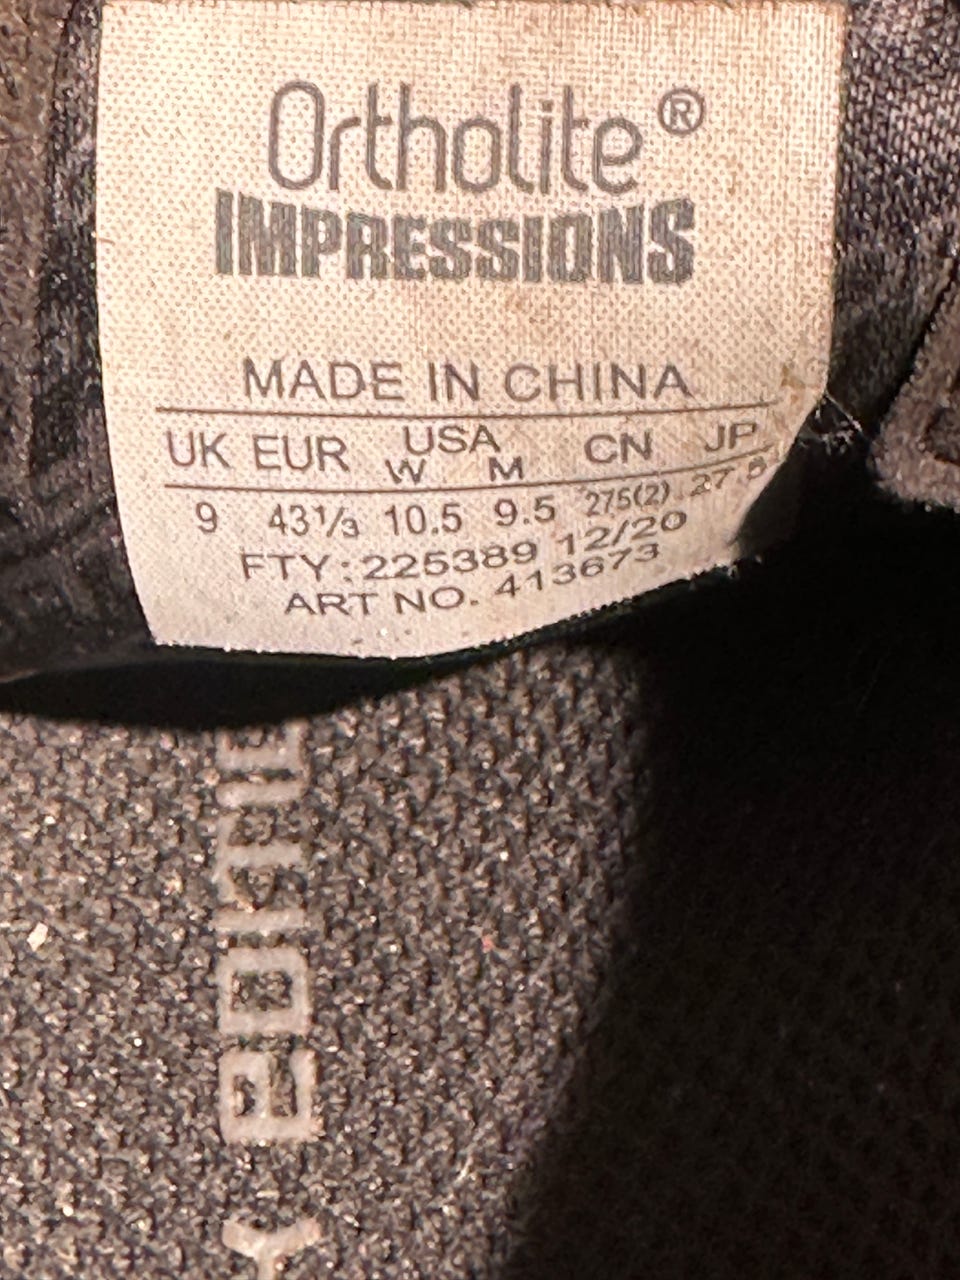 Ortholite®
IMPRESSIONS
MADE IN CHINA
UK EUR USA CN JP
W M
9 43⅓ 10.5 9.5 275(2) 27.5
FTY:225389 12/20
ART NO. 413673